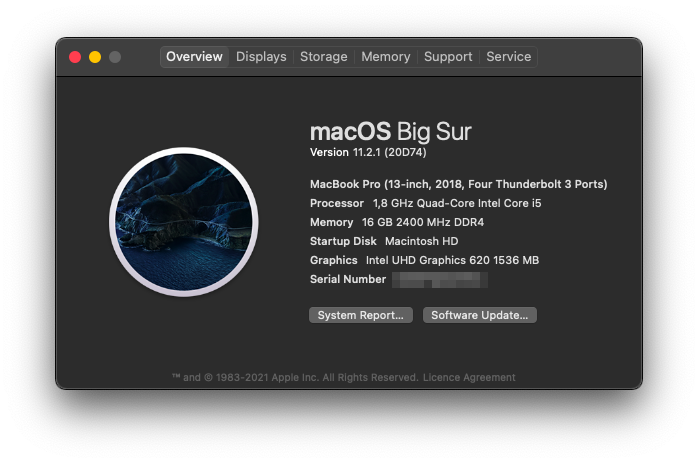 Overview Displays Storage Memory Support Service
macOS Big Sur
Version 11.2.1 (20D74)
MacBook Pro (13-inch, 2018, Four Thunderbolt 3 Ports)
Processor 1,8 GHz Quad-Core Intel Core i5
Memory 16 GB 2400 MHz DDR4
Startup Disk Macintosh HD
Graphics Intel UHD Graphics 620 1536 MB
Serial Number
System Report... Software Update...
™ and © 1983-2021 Apple Inc. All Rights Reserved. Licence Agreement